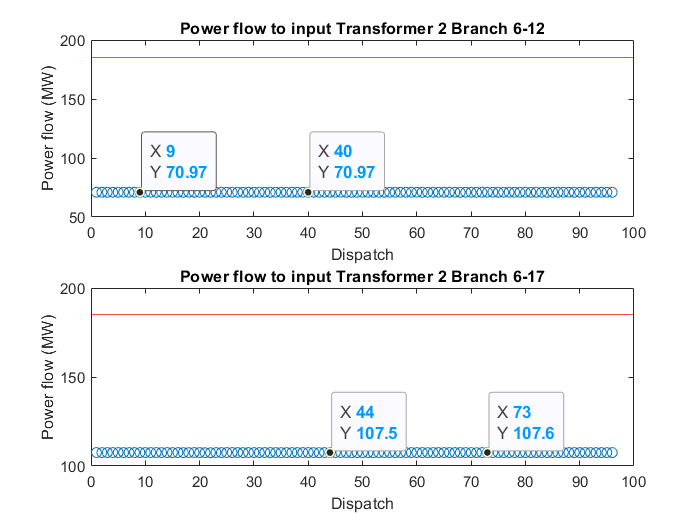 Power flow to input Transformer 2 Branch 6-12
200
150
100
50
Power flow (MW)
X 9
Y 70.97
X 40
Y 70.97
0 10 20 30 40 50 60 70 80 90 100
Dispatch
Power flow to input Transformer 2 Branch 6-17
200
150
100
Power flow (MW)
X 44
Y 107.5
X 73
Y 107.6
0 10 20 30 40 50 60 70 80 90 100
Dispatch